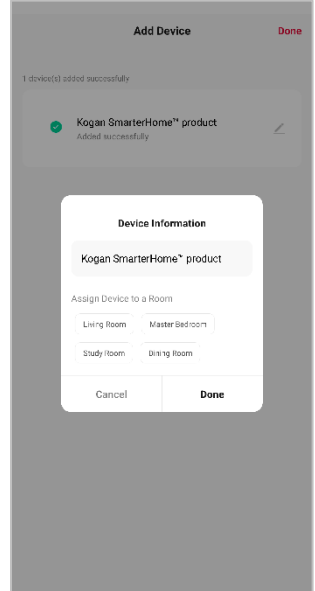 Add Device Done
1 device(s) added successfully
Kogan SmarterHome™ product
Added successfully
Device Information
Kogan SmarterHome™ product
Assign Device to a Room
Living Room Master Bedroom
Study Room Dining Room
Cancel Done